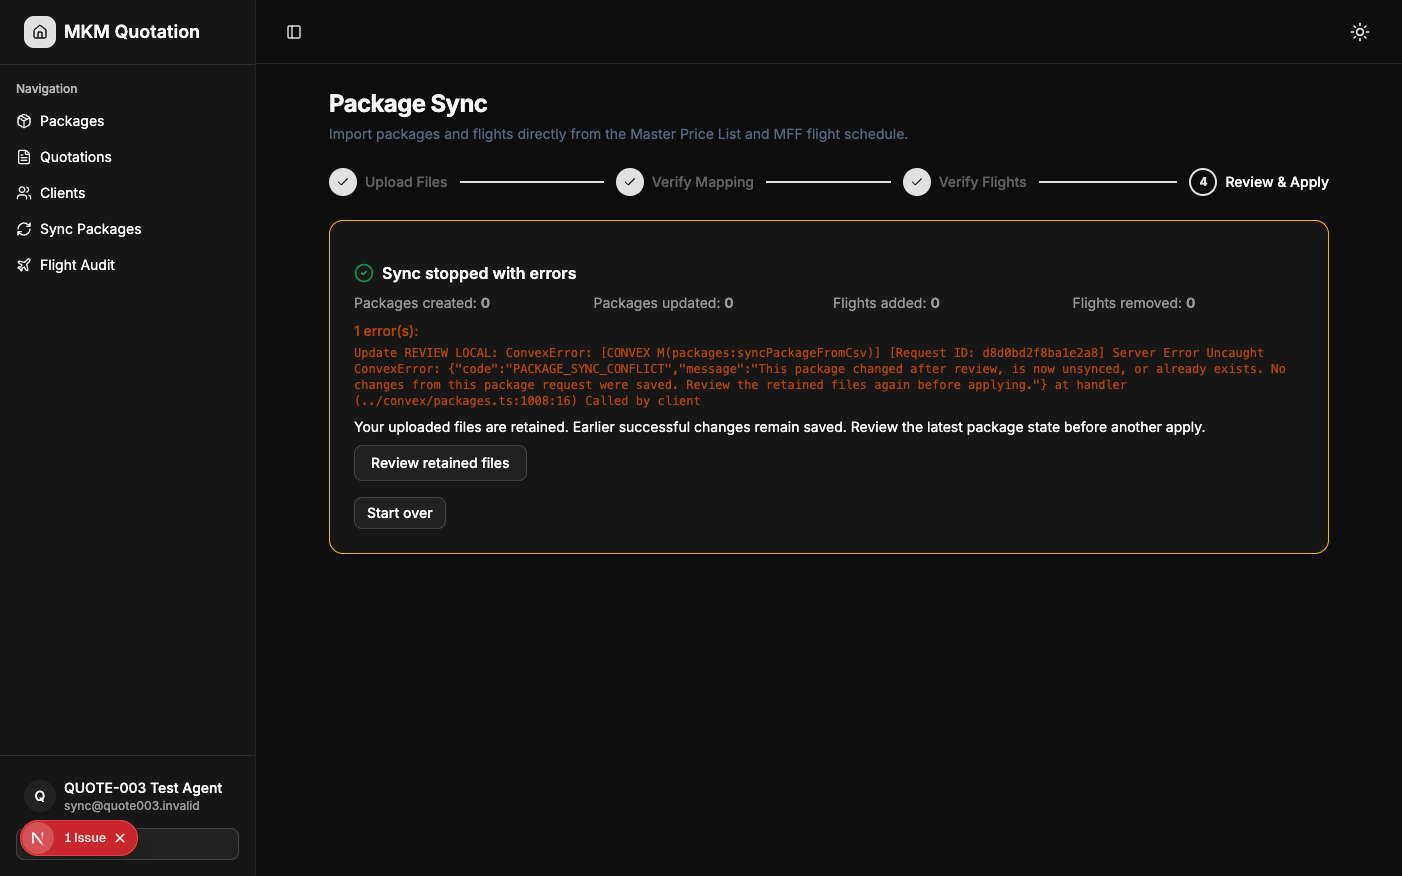 MKM Quotation
Navigation
Packages
Quotations
Clients
Sync Packages
Flight Audit
Package Sync
Import packages and flights directly from the Master Price List and MFF flight schedule.
Upload Files
Verify Mapping
Verify Flights
4 Review & Apply
Sync stopped with errors
Packages created: 0
Packages updated: 0
Flights added: 0
Flights removed: 0
1 error(s):
Update REVIEW LOCAL: ConvexError: [CONVEX M(packages:syncPackageFromCsv)] [Request ID: d8d0bd2f8ba1e2a8] Server Error Uncaught
ConvexError: {"code":"PACKAGE_SYNC_CONFLICT","message":"This package changed after review, is now unsynced, or already exists. No
changes from this package request were saved. Review the retained files again before applying."} at handler
(../convex/packages.ts:1008:16) Called by client
Your uploaded files are retained. Earlier successful changes remain saved. Review the latest package state before another apply.
Review retained files
Start over
Q
QUOTE-003 Test Agent
sync@quote003.invalid
N
1 Issue